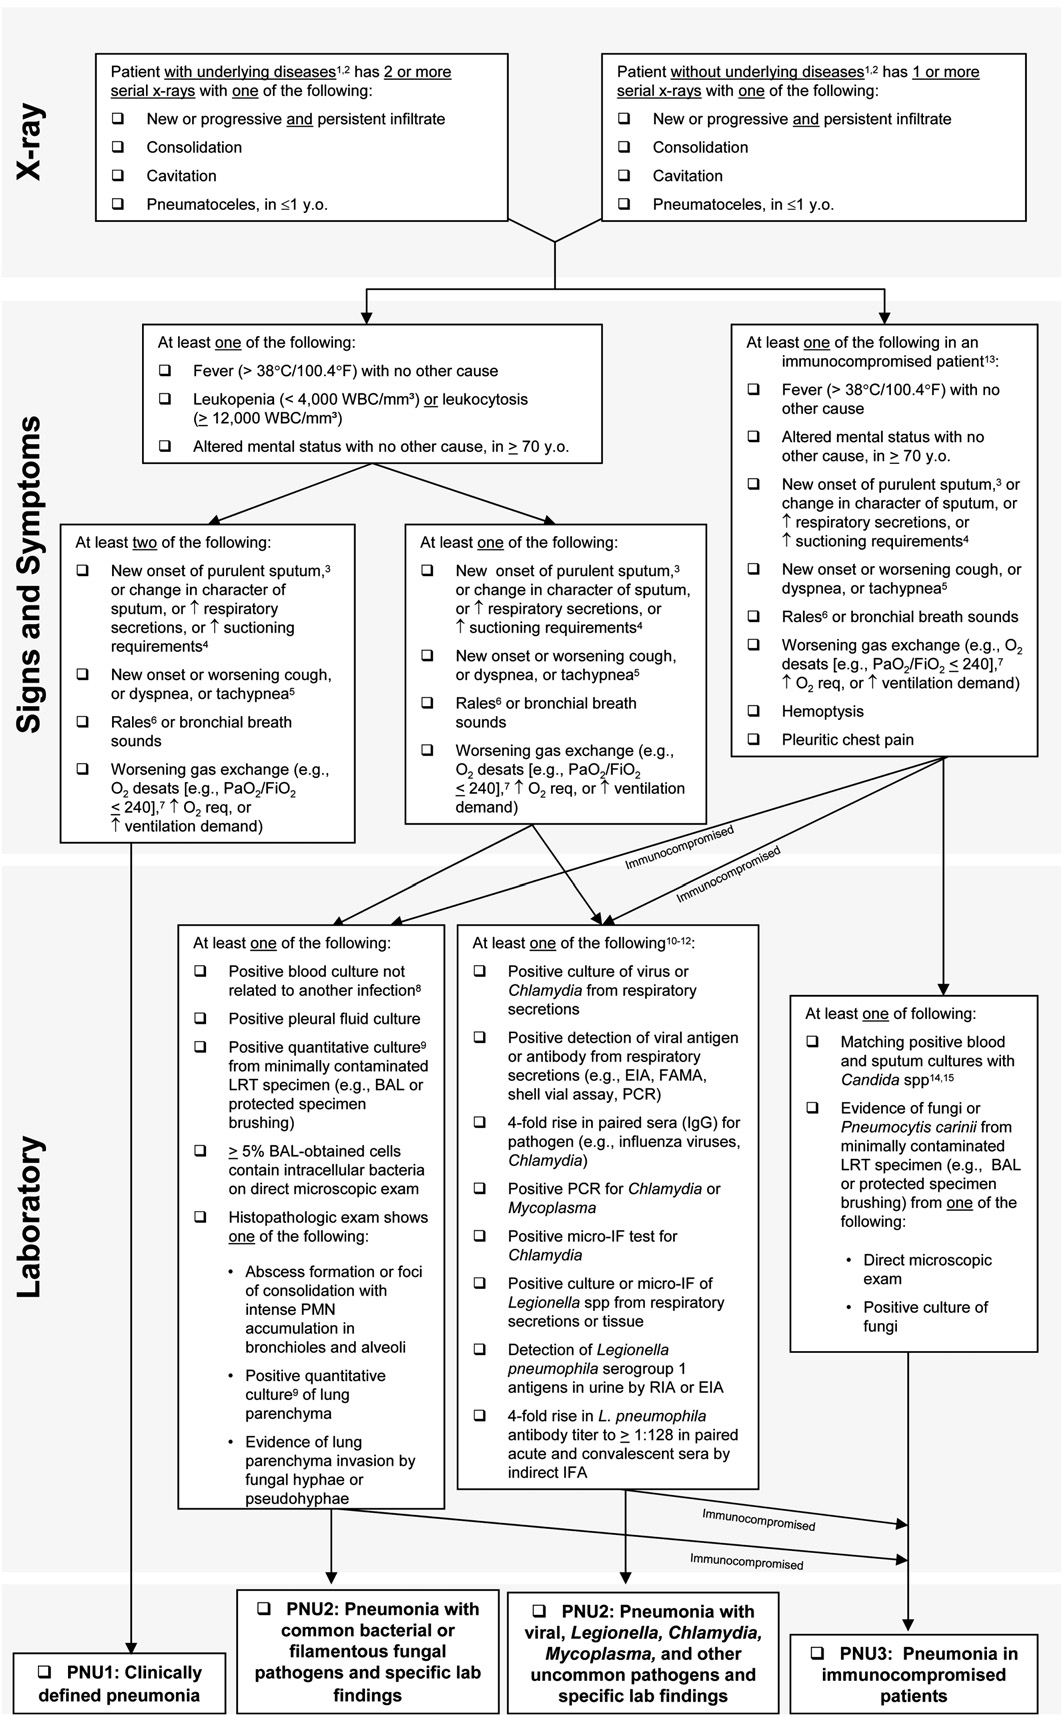 X-ray
Patient with underlying diseases1,2 has 2 or more
serial x-rays with one of the following:
❑ New or progressive and persistent infiltrate
❑ Consolidation
❑ Cavitation
❑ Pneumatoceles, in ≤1 y.o.
Patient without underlying diseases1,2 has 1 or more
serial x-rays with one of the following:
❑ New or progressive and persistent infiltrate
❑ Consolidation
❑ Cavitation
❑ Pneumatoceles, in ≤1 y.o.
Signs and Symptoms
At least one of the following:
❑ Fever (> 38°C/100.4°F) with no other cause
❑ Leukopenia (< 4,000 WBC/mm³) or leukocytosis
(≥ 12,000 WBC/mm³)
❑ Altered mental status with no other cause, in ≥ 70 y.o.
At least two of the following:
❑ New onset of purulent sputum,3
or change in character of
sputum, or ↑ respiratory
secretions, or ↑ suctioning
requirements4
❑ New onset or worsening cough,
or dyspnea, or tachypnea5
❑ Rales6 or bronchial breath
sounds
❑ Worsening gas exchange (e.g.,
O2 desats [e.g., PaO2/FiO2
≤ 240],7 ↑ O2 req, or
↑ ventilation demand)
At least one of the following:
❑ New onset of purulent sputum,3
or change in character of sputum,
or ↑ respiratory secretions, or
↑ suctioning requirements4
❑ New onset or worsening cough,
or dyspnea, or tachypnea5
❑ Rales6 or bronchial breath
sounds
❑ Worsening gas exchange (e.g.,
O2 desats [e.g., PaO2/FiO2
≤ 240],7 ↑ O2 req, or ↑ ventilation
demand)
At least one of the following in an
immunocompromised patient13:
❑ Fever (> 38°C/100.4°F) with no
other cause
❑ Altered mental status with no
other cause, in ≥ 70 y.o.
❑ New onset of purulent sputum,3 or
change in character of sputum, or
↑ respiratory secretions, or
↑ suctioning requirements4
❑ New onset or worsening cough, or
dyspnea, or tachypnea5
❑ Rales6 or bronchial breath sounds
❑ Worsening gas exchange (e.g., O2
desats [e.g., PaO2/FiO2 ≤ 240],7
↑ O2 req, or ↑ ventilation demand)
❑ Hemoptysis
❑ Pleuritic chest pain
Immunocompromised
Immunocompromised
Laboratory
At least one of the following:
❑ Positive blood culture not
related to another infection8
❑ Positive pleural fluid culture
❑ Positive quantitative culture9
from minimally contaminated
LRT specimen (e.g., BAL or
protected specimen
brushing)
❑ ≥ 5% BAL-obtained cells
contain intracellular bacteria
on direct microscopic exam
❑ Histopathologic exam shows
one of the following:
• Abscess formation or foci
of consolidation with
intense PMN
accumulation in
bronchioles and alveoli
• Positive quantitative
culture9 of lung
parenchyma
• Evidence of lung
parenchyma invasion by
fungal hyphae or
pseudohyphae
At least one of the following10-12:
❑ Positive culture of virus or
Chlamydia from respiratory
secretions
❑ Positive detection of viral antigen
or antibody from respiratory
secretions (e.g., EIA, FAMA,
shell vial assay, PCR)
❑ 4-fold rise in paired sera (IgG) for
pathogen (e.g., influenza viruses,
Chlamydia)
❑ Positive PCR for Chlamydia or
Mycoplasma
❑ Positive micro-IF test for
Chlamydia
❑ Positive culture or micro-IF of
Legionella spp from respiratory
secretions or tissue
❑ Detection of Legionella
pneumophila serogroup 1
antigens in urine by RIA or EIA
❑ 4-fold rise in L. pneumophila
antibody titer to ≥ 1:128 in paired
acute and convalescent sera by
indirect IFA
At least one of following:
❑ Matching positive blood
and sputum cultures with
Candida spp14,15
❑ Evidence of fungi or
Pneumocytis carinii from
minimally contaminated
LRT specimen (e.g., BAL
or protected specimen
brushing) from one of the
following:
• Direct microscopic
exam
• Positive culture of
fungi
Immunocompromised
Immunocompromised
❑ PNU1: Clinically
defined pneumonia
❑ PNU2: Pneumonia with
common bacterial or
filamentous fungal
pathogens and specific lab
findings
❑ PNU2: Pneumonia with
viral, Legionella, Chlamydia,
Mycoplasma, and other
uncommon pathogens and
specific lab findings
❑ PNU3: Pneumonia in
immunocompromised
patients